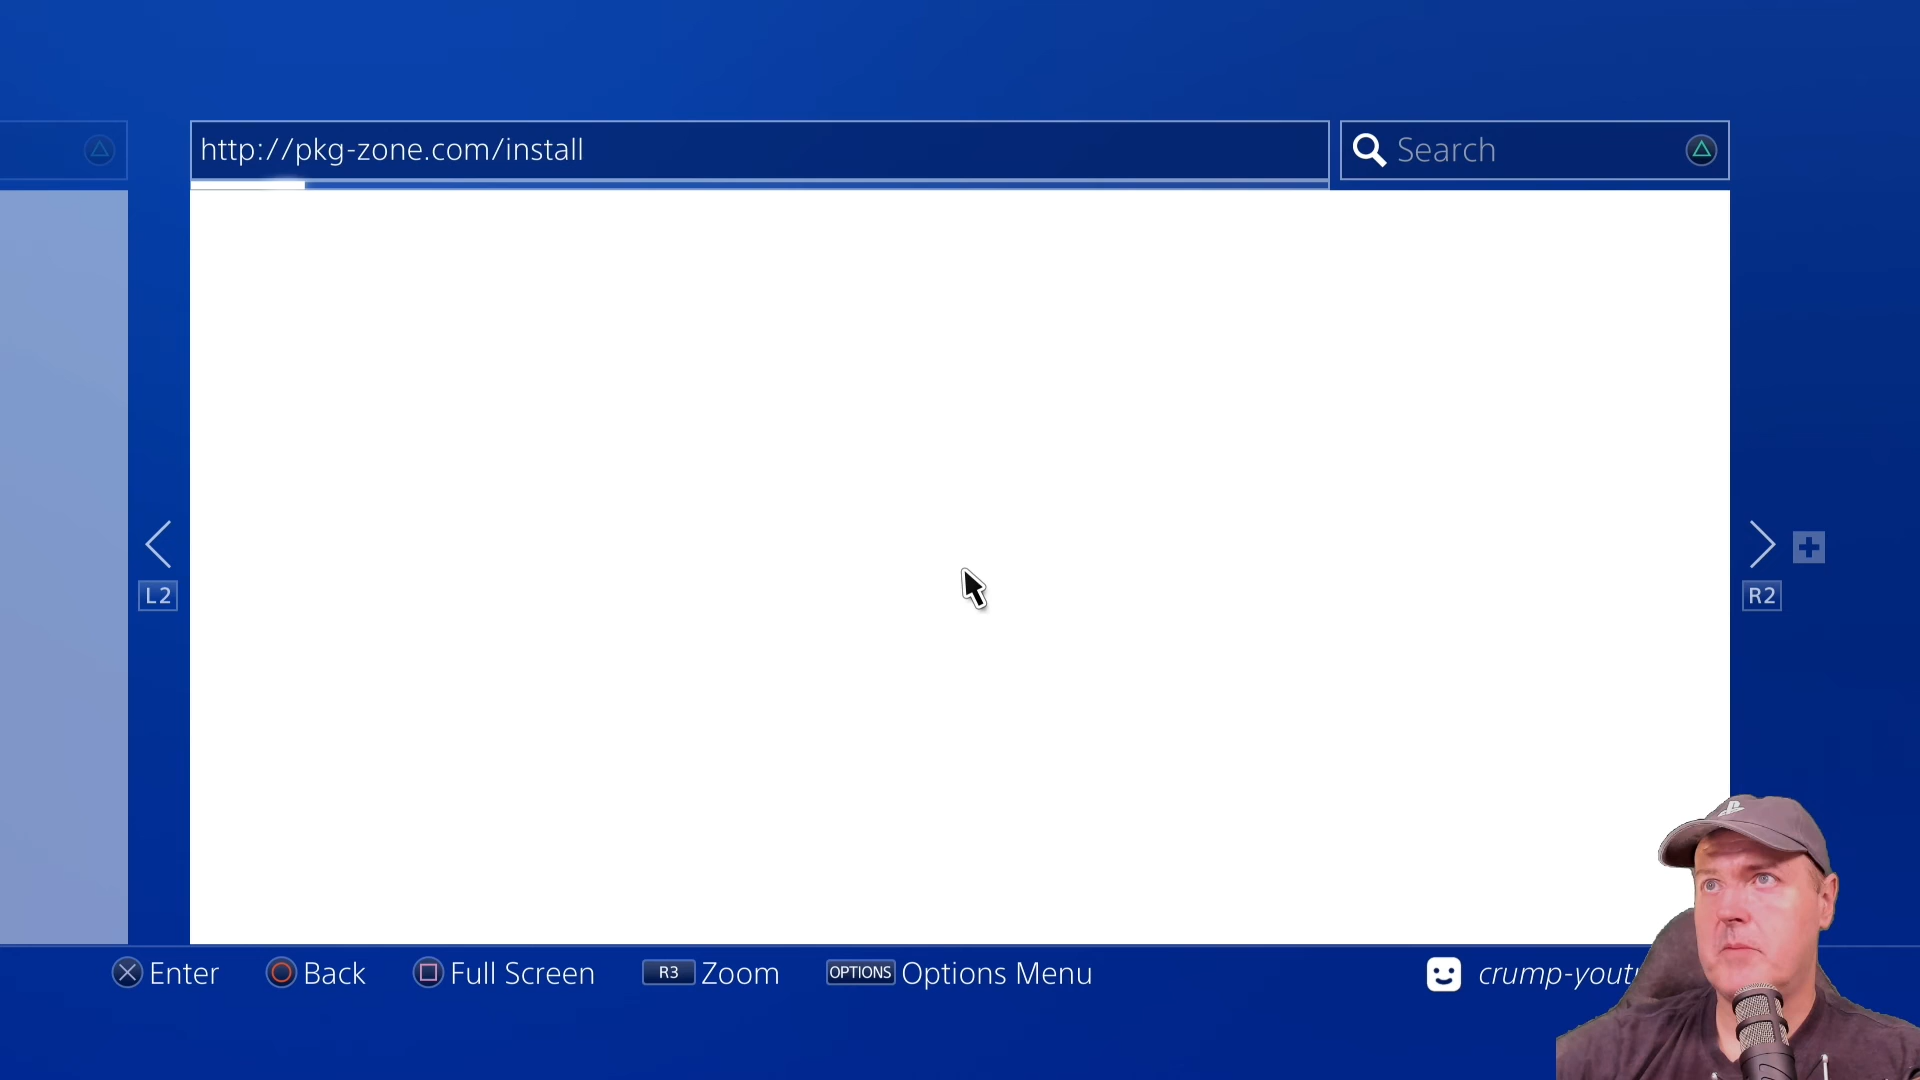 http://pkg-zone.com/install
Search
L2
R2
Enter
Back
Full Screen
R3 Zoom
OPTIONS Options Menu